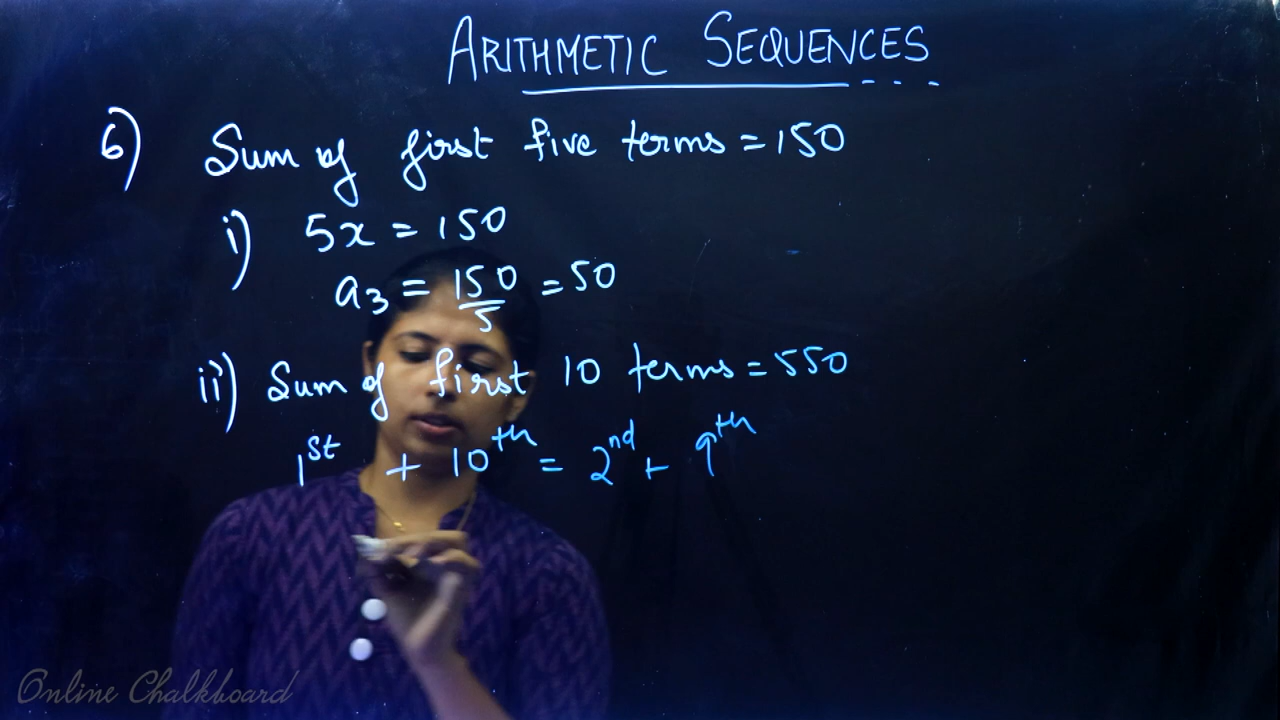 ARITHMETIC SEQUENCES
6) Sum of first five terms = 150
i) 5x = 150
a₃ = 150/5 = 50
ii) Sum of first 10 terms = 550
1st + 10th = 2nd + 9th
Online Chalkboard